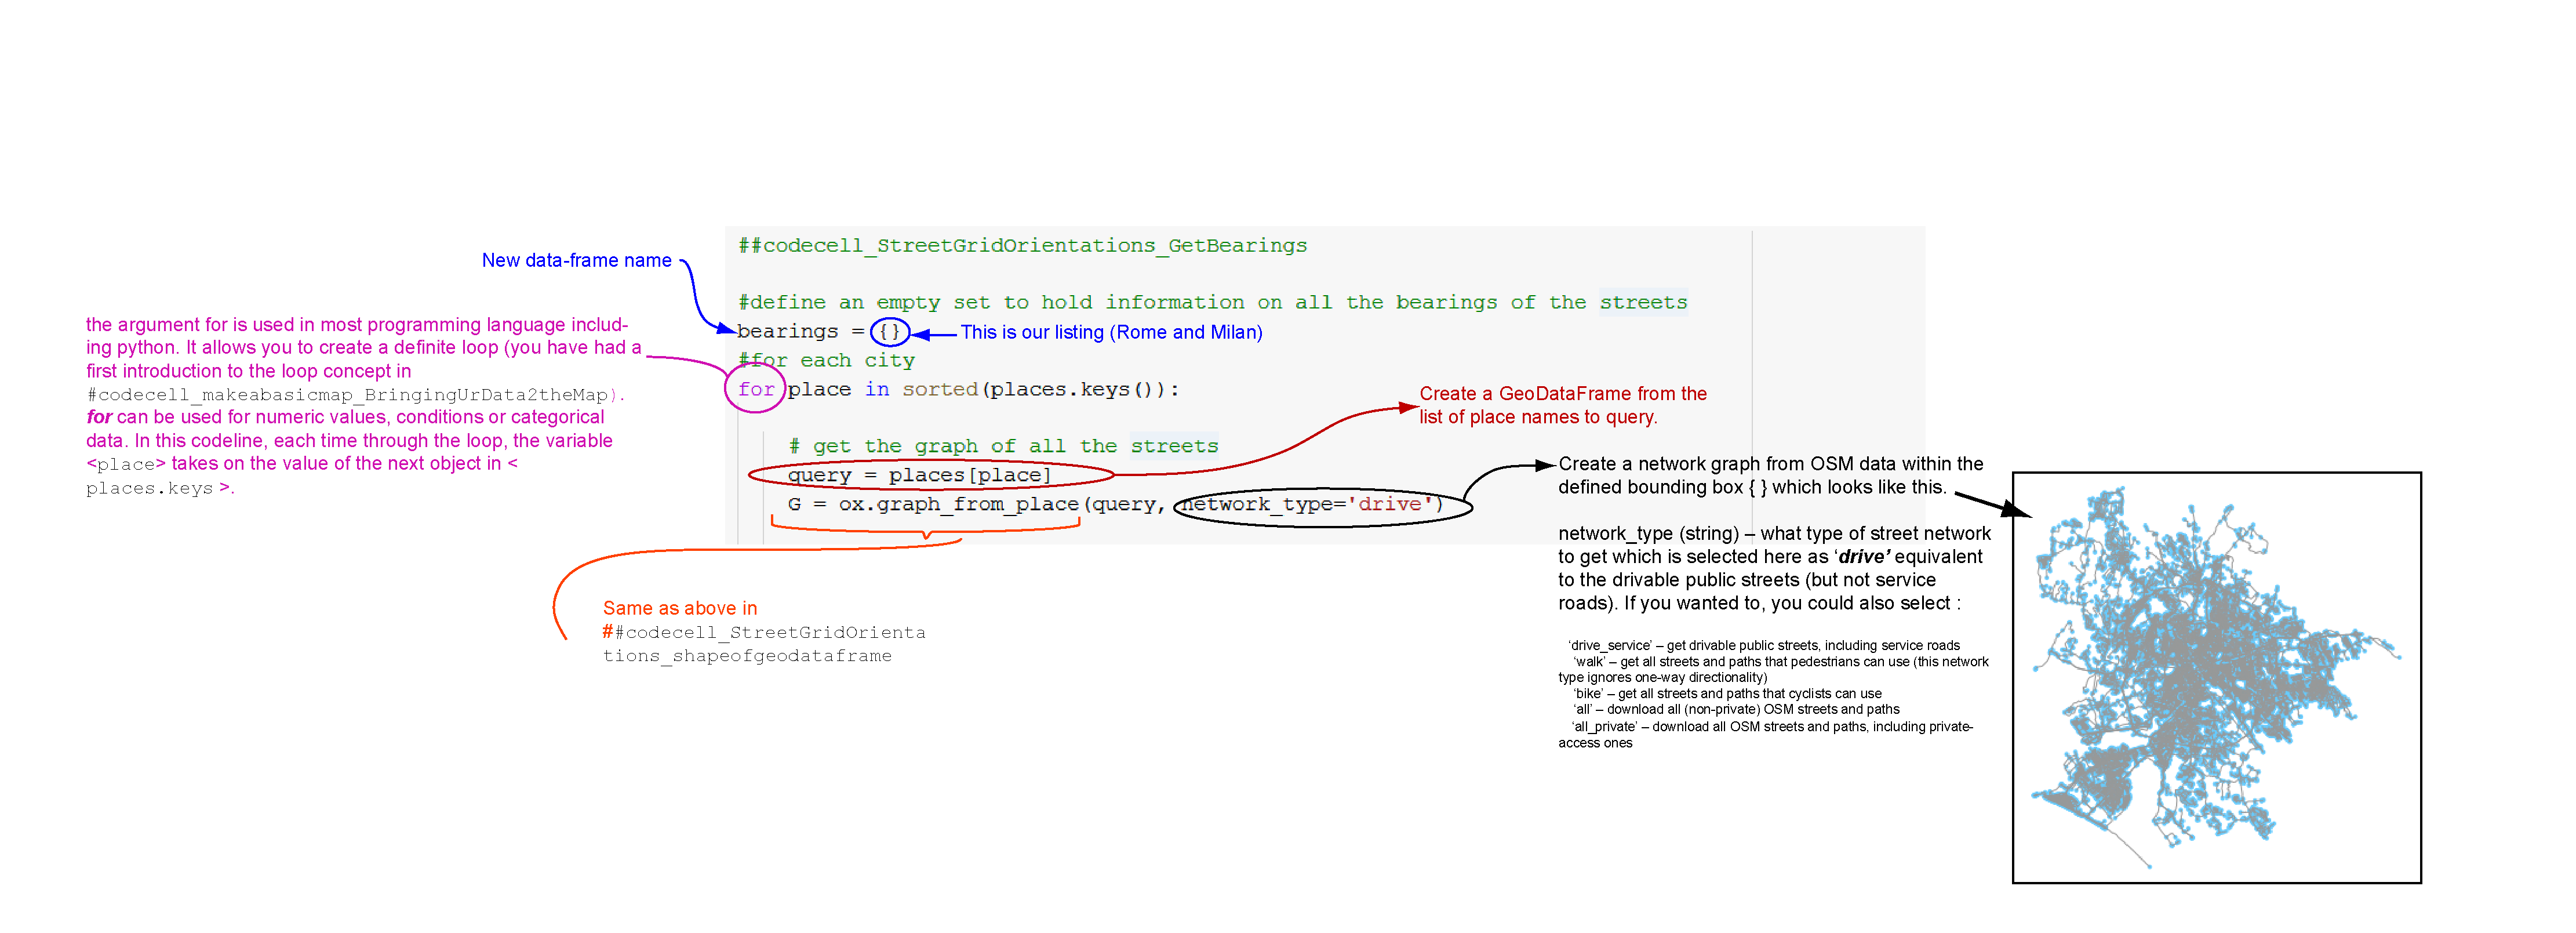 ##codecell_StreetGridOrientations_GetBearings
New data-frame name
#define an empty set to hold information on all the bearings of the streets
bearings = {}
This is our listing (Rome and Milan)
#for each city
for place in sorted(places.keys()):
the argument for is used in most programming language includ-
ing python. It allows you to create a definite loop (you have had a
first introduction to the loop concept in
#codecell_makeabasicmap_BringingUrData2theMap).
for can be used for numeric values, conditions or categorical
data. In this codeline, each time through the loop, the variable
<place> takes on the value of the next object in <
places.keys >.
Create a GeoDataFrame from the
list of place names to query.
# get the graph of all the streets
query = places[place]
G = ox.graph_from_place(query, network_type='drive')
Create a network graph from OSM data within the
defined bounding box { } which looks like this.
network_type (string) – what type of street network
to get which is selected here as ‘drive’ equivalent
to the drivable public streets (but not service
roads). If you wanted to, you could also select :
‘drive_service’ – get drivable public streets, including service roads
‘walk’ – get all streets and paths that pedestrians can use (this network
type ignores one-way directionality)
‘bike’ – get all streets and paths that cyclists can use
‘all’ – download all (non-private) OSM streets and paths
‘all_private’ – download all OSM streets and paths, including private-
access ones
Same as above in
##codecell_StreetGridOrienta
tions_shapeofgeodataframe